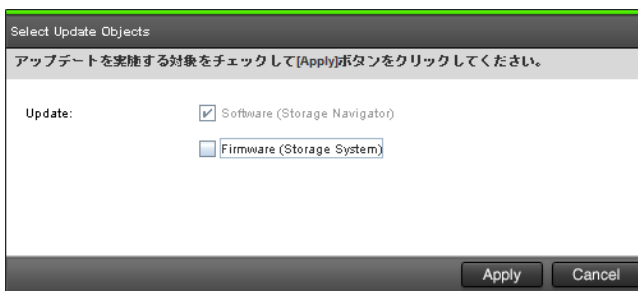 Select Update Objects
アップデートを実施する対象をチェックして[Apply]ボタンをクリックしてください。
Update:
Software (Storage Navigator)
Firmware (Storage System)
Apply
Cancel